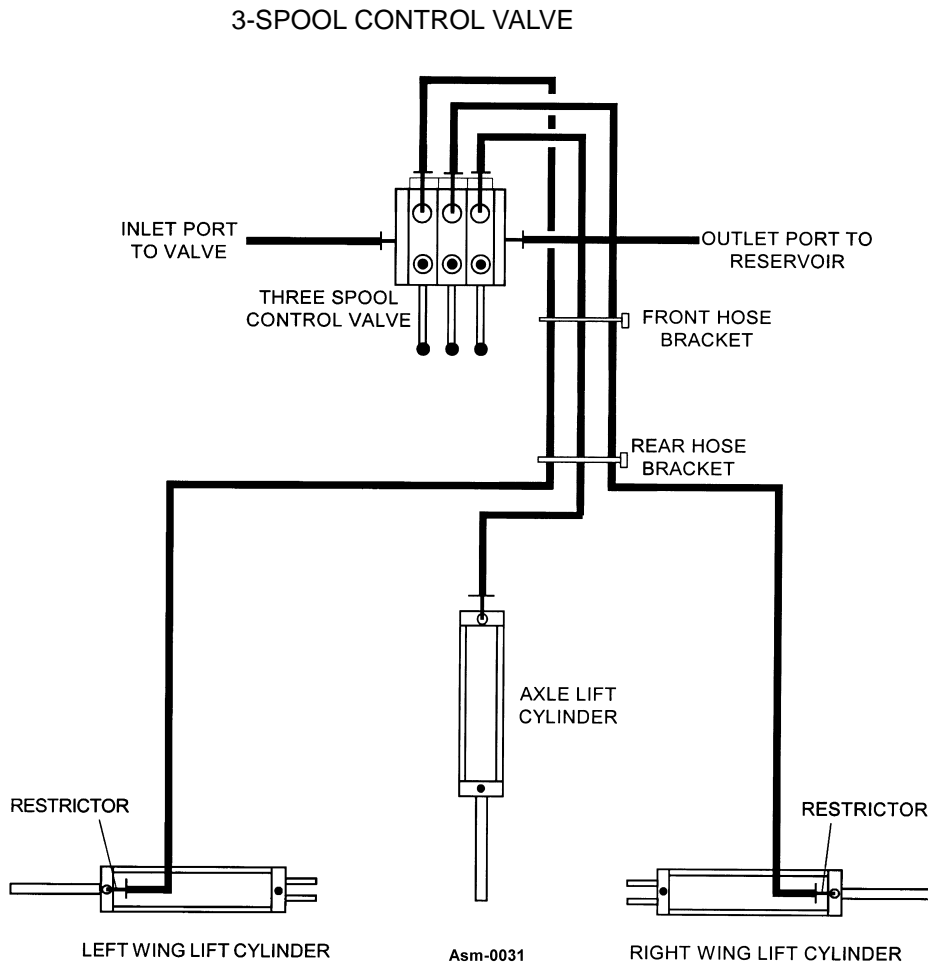 3-SPOOL CONTROL VALVE
INLET PORT
TO VALVE
OUTLET PORT TO
RESERVOIR
THREE SPOOL
CONTROL VALVE
FRONT HOSE
BRACKET
REAR HOSE
BRACKET
AXLE LIFT
CYLINDER
RESTRICTOR
RESTRICTOR
LEFT WING LIFT CYLINDER
Asm-0031
RIGHT WING LIFT CYLINDER